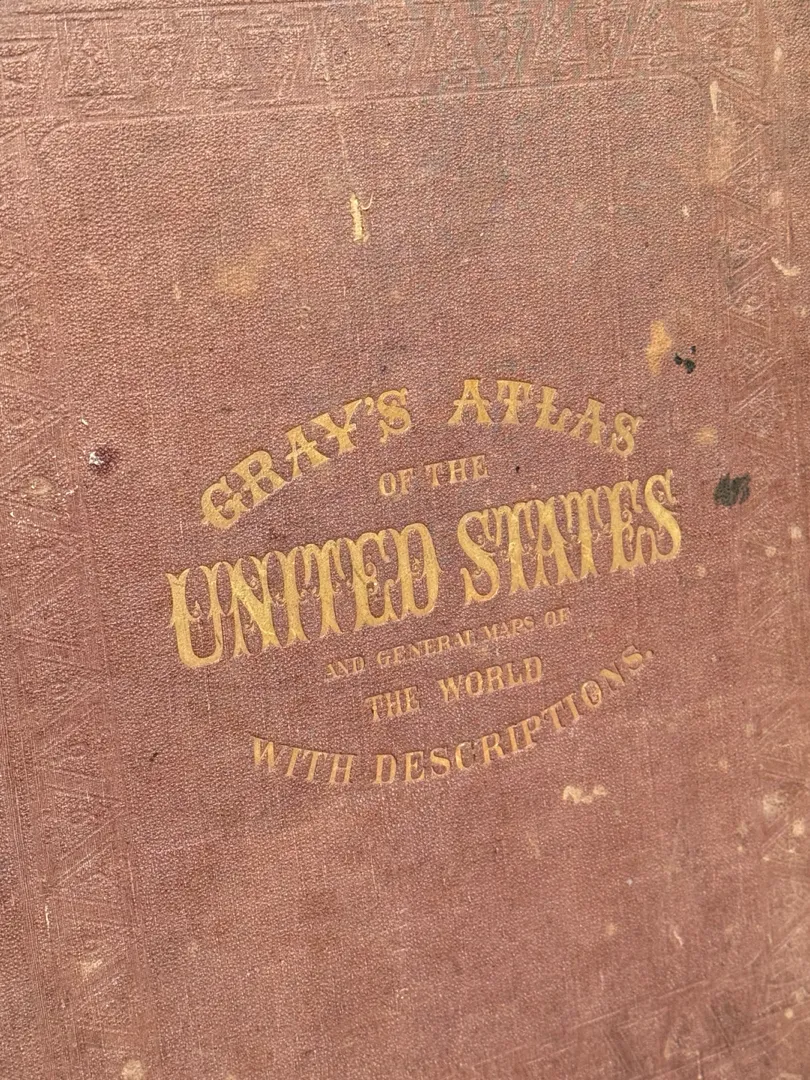 GRAY'S ATLAS
OF THE
UNITED STATES
AND GENERAL MAPS OF
THE WORLD
WITH DESCRIPTIONS.